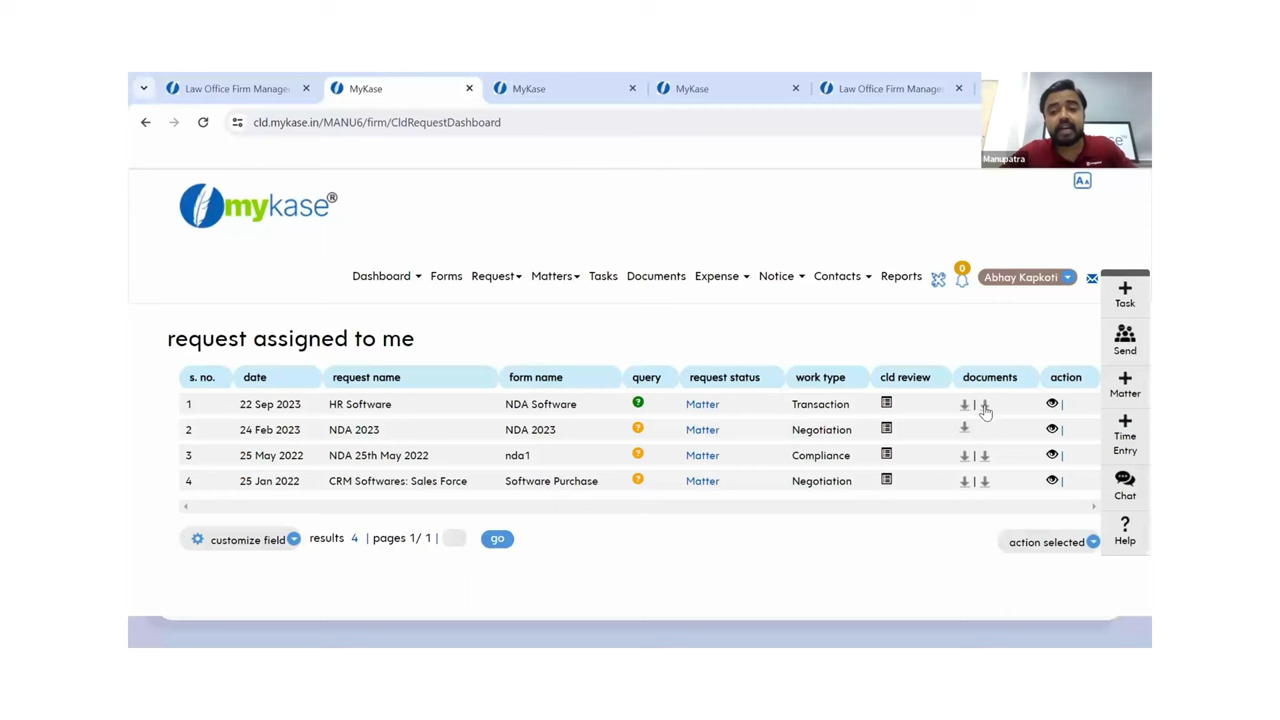 Law Office Firm Manage
MyKase
MyKase
MyKase
Law Office Firm Manage
cld.mykase.in/MANU6/firm/CldRequestDashboard
Manupatra
AA
mykase®
Dashboard Forms Request Matters Tasks Documents Expense Notice Contacts Reports 0 Abhay Kapkoti
Task
Send
Matter
Time Entry
Chat
? Help
request assigned to me
s. no. date request name form name query request status work type cld review documents action
1 22 Sep 2023 HR Software NDA Software ? Matter Transaction | |
2 24 Feb 2023 NDA 2023 NDA 2023 ? Matter Negotiation |
3 25 May 2022 NDA 25th May 2022 nda1 ? Matter Compliance | |
4 25 Jan 2022 CRM Softwares: Sales Force Software Purchase ? Matter Negotiation | |
customize field results 4 | pages 1/ 1 | go action selected